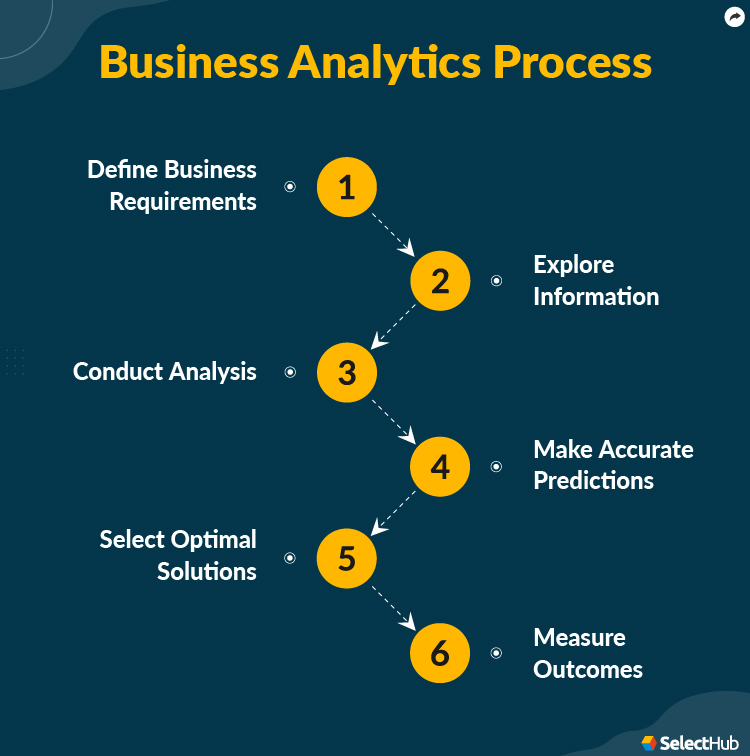 Business Analytics Process
Define Business
Requirements
1
2
Explore
Information
Conduct Analysis
3
4
Make Accurate
Predictions
Select Optimal
Solutions
5
6
Measure
Outcomes
SelectHub